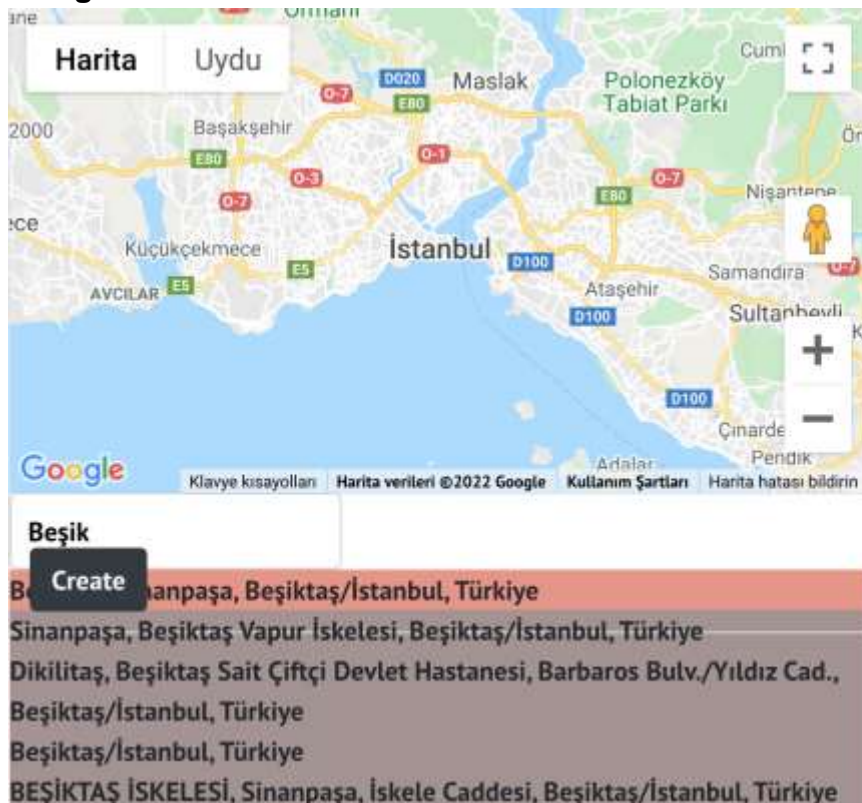 Harita
Uydu
D020
Maslak
O-7
E80
Polonezköy
Tabiat Parkı
2000
Başakşehir
E80
O-1
O-3
O-7
O-7
E80
Nişantepe
Küçükçekmece
İstanbul
D100
E5
E5
AVCILAR
Ataşehir
Samandıra
O-7
D100
Sultanbeyli
D100
Pendik
Adalar
Google
Klavye kısayolları
Harita verileri ©2022 Google
Kullanım Şartları
Harita hatası bildirin
Beşik
Create
anpaşa, Beşiktaş/İstanbul, Türkiye
Sinanpaşa, Beşiktaş Vapur İskelesi, Beşiktaş/İstanbul, Türkiye
Dikilitaş, Beşiktaş Sait Çiftçi Devlet Hastanesi, Barbaros Bulv./Yıldız Cad.,
Beşiktaş/İstanbul, Türkiye
Beşiktaş/İstanbul, Türkiye
BEŞİKTAŞ İSKELESİ, Sinanpaşa, İskele Caddesi, Beşiktaş/İstanbul, Türkiye